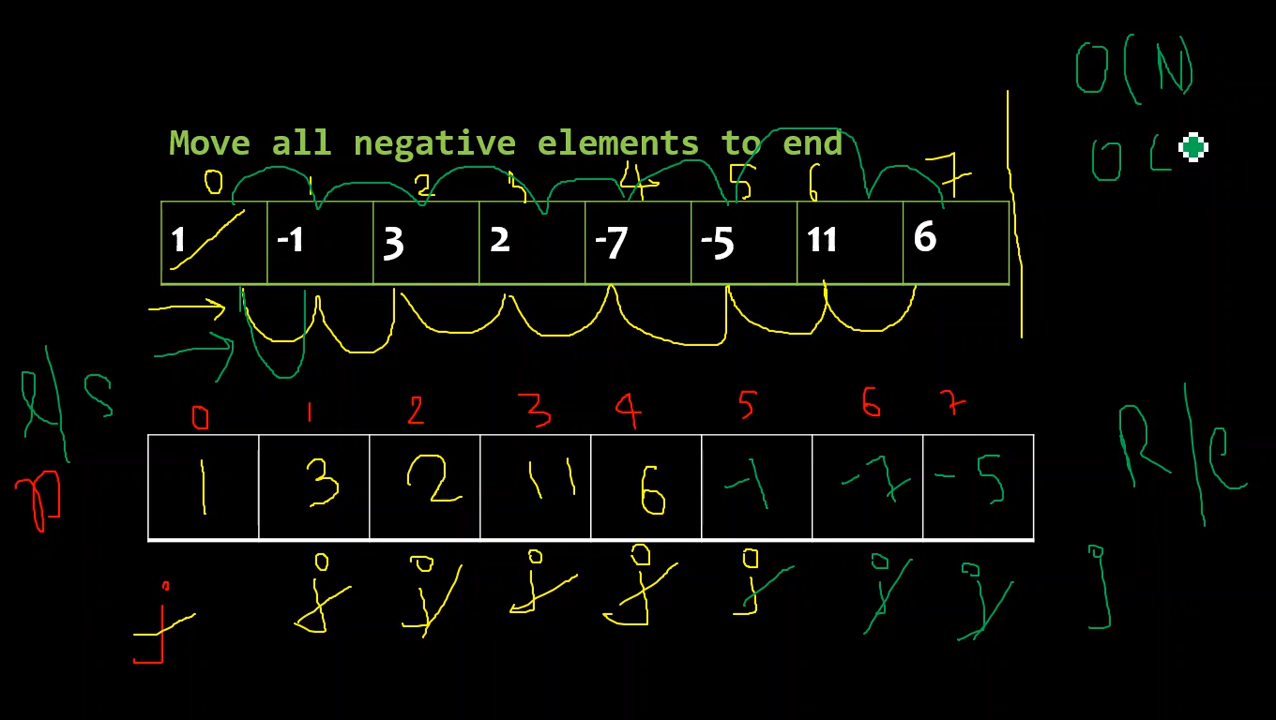 O(N)
O(
Move all negative elements to end
0 1 2 3 4 5 6 7
1 -1 3 2 -7 -5 11 6
l/s
0 1 2 3 4 5 6 7
R/e
p
1 3 2 11 6 -1 -7 -5
j j j j j j j j j